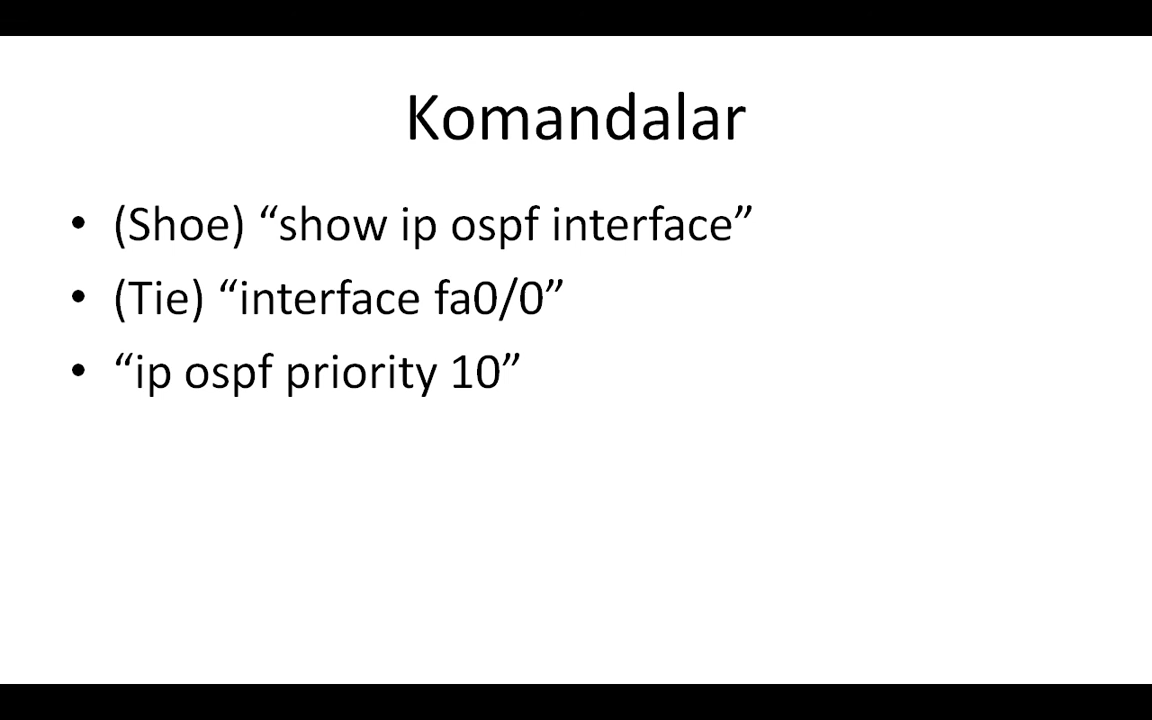 Komandalar
• (Shoe) “show ip ospf interface”
• (Tie) “interface fa0/0”
• “ip ospf priority 10”